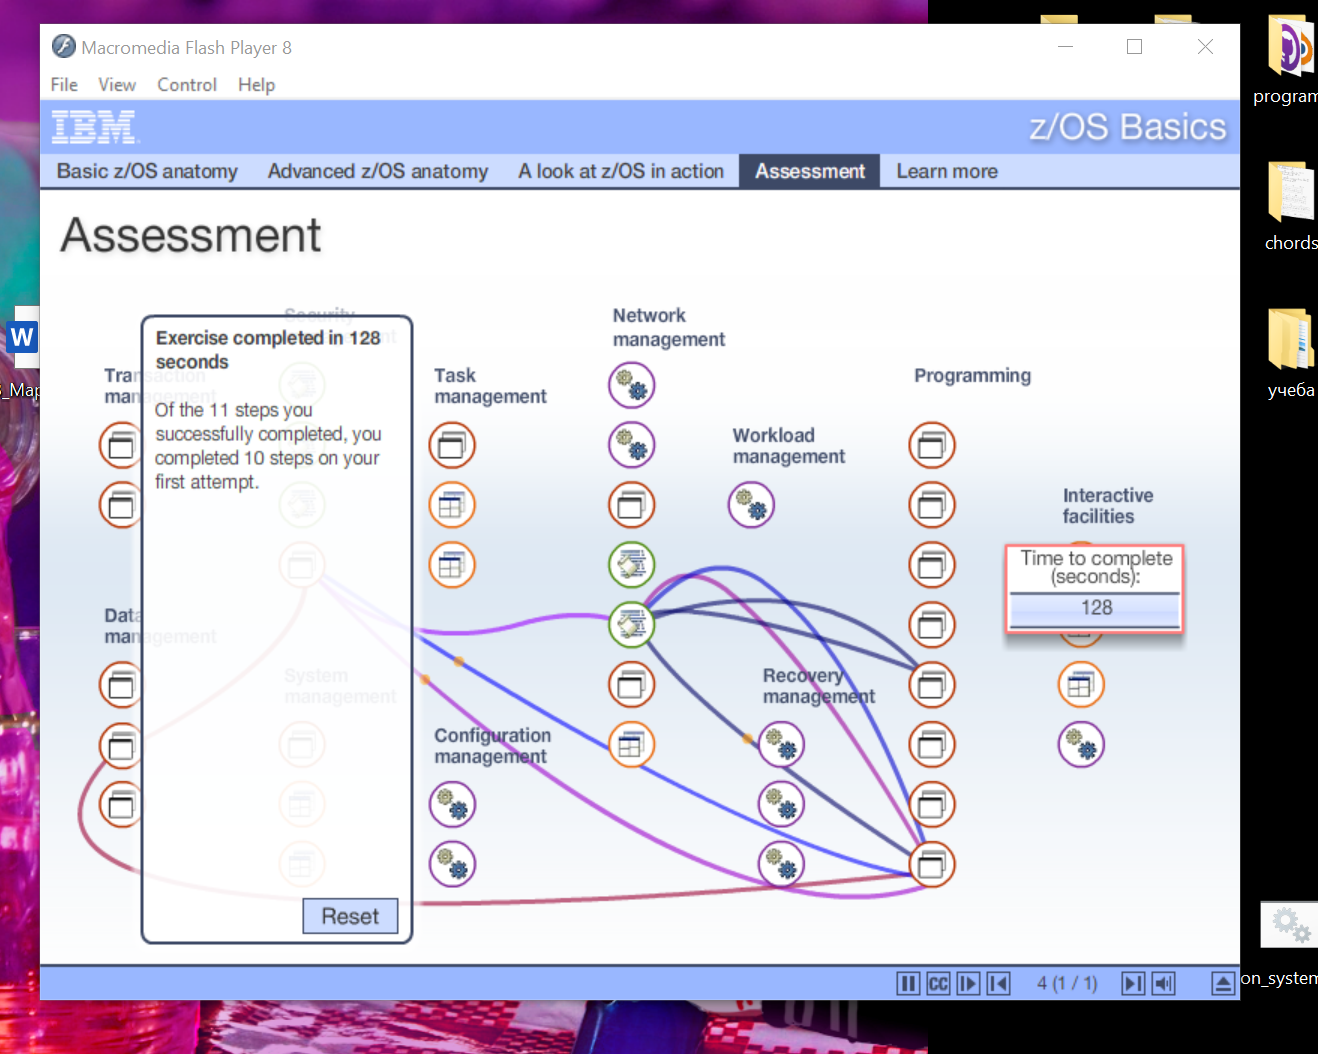 Macromedia Flash Player 8
File View Control Help
IBM
z/OS Basics
Basic z/OS anatomy Advanced z/OS anatomy A look at z/OS in action Assessment Learn more
Assessment
Security
Exercise completed in 128
seconds
Of the 11 steps you
successfully completed, you
completed 10 steps on your
first attempt.
Reset
Transaction
management
Data
management
System
management
Task
management
Configuration
management
Network
management
Workload
management
Recovery
management
Programming
Interactive
facilities
Time to complete
(seconds):
128
CC
4 (1 / 1)
W
program
chords
учеба
on_system